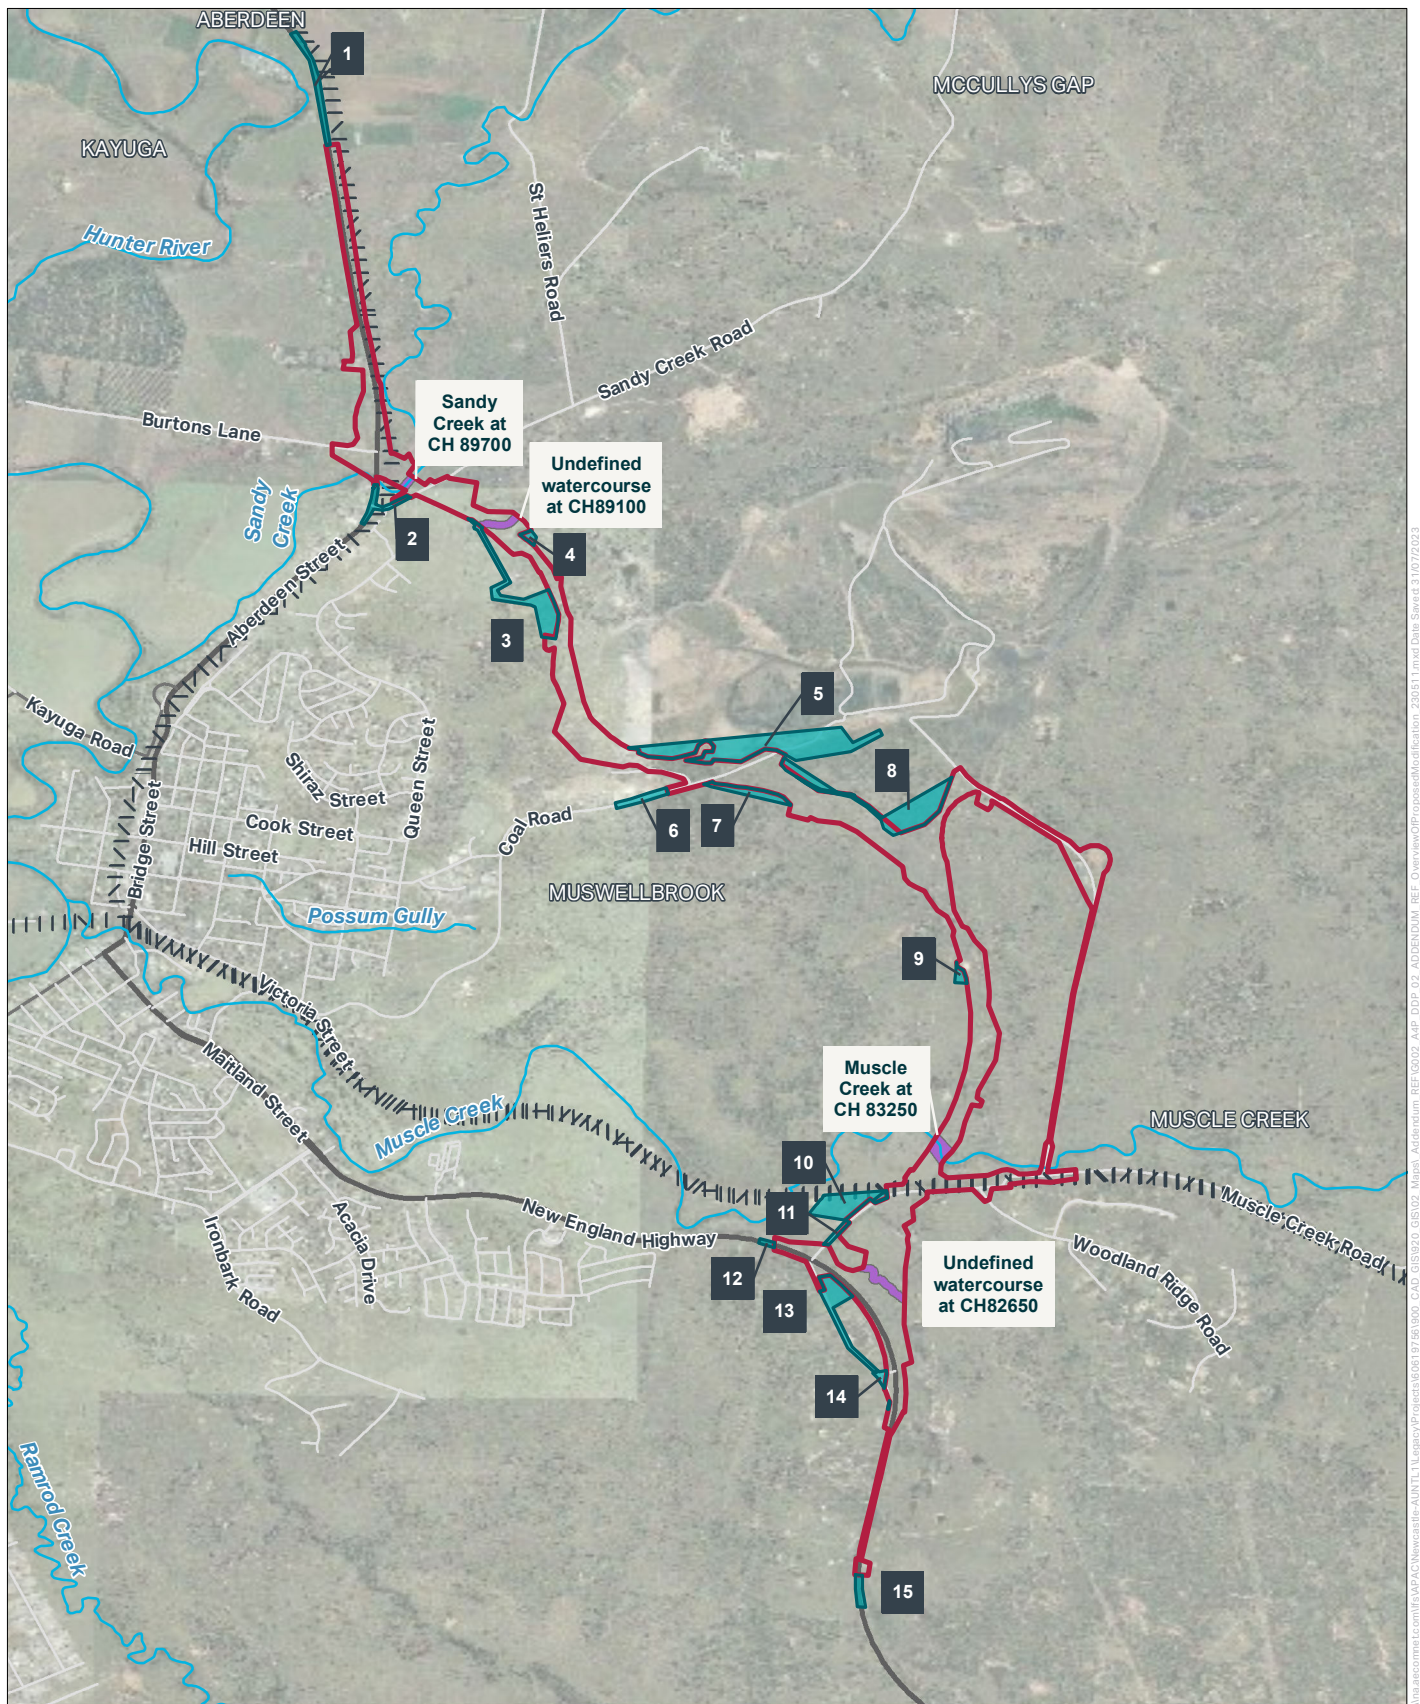 ABERDEEN
1
MCCULLYS GAP
KAYUGA
St Heliers Road
Hunter River
Sandy Creek Road
Burtons Lane
Sandy
Creek at
CH 89700
Undefined
watercourse
at CH89100
Sandy
Creek
2
4
Aberdeen Street
3
5
Kayuga Road
Queen Street
Shiraz Street
8
Bridge Street
Cook Street
Coal Road
6
7
Hill Street
MUSWELLBROOK
Possum Gully
9
Victoria Street
Maitland Street
Muscle
Creek at
CH 83250
Muscle Creek
MUSCLE CREEK
10
11
Muscle Creek Road
Acacia Drive
Ironbark Road
New England Highway
Woodland Ridge Road
12
Undefined
watercourse
at CH82650
13
14
Ramrod Creek
15